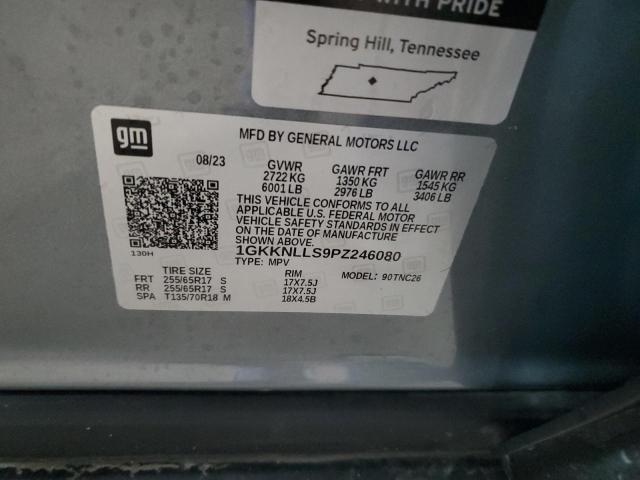 WITH PRIDE
Spring Hill, Tennessee
gm
MFD BY GENERAL MOTORS LLC
08/23
GVWR GAWR FRT GAWR RR
2722 KG 1350 KG 1545 KG
6001 LB 2976 LB 3406 LB
THIS VEHICLE CONFORMS TO ALL
APPLICABLE U.S. FEDERAL MOTOR
VEHICLE SAFETY STANDARDS IN EFFECT
ON THE DATE OF MANUFACTURE
SHOWN ABOVE.
1GKKNLLS9PZ246080
130H
TYPE: MPV MODEL: 90TNC26
TIRE SIZE RIM
FRT 255/65R17 S 17X7.5J
RR 255/65R17 S 17X7.5J
SPA T135/70R18 M 18X4.5B